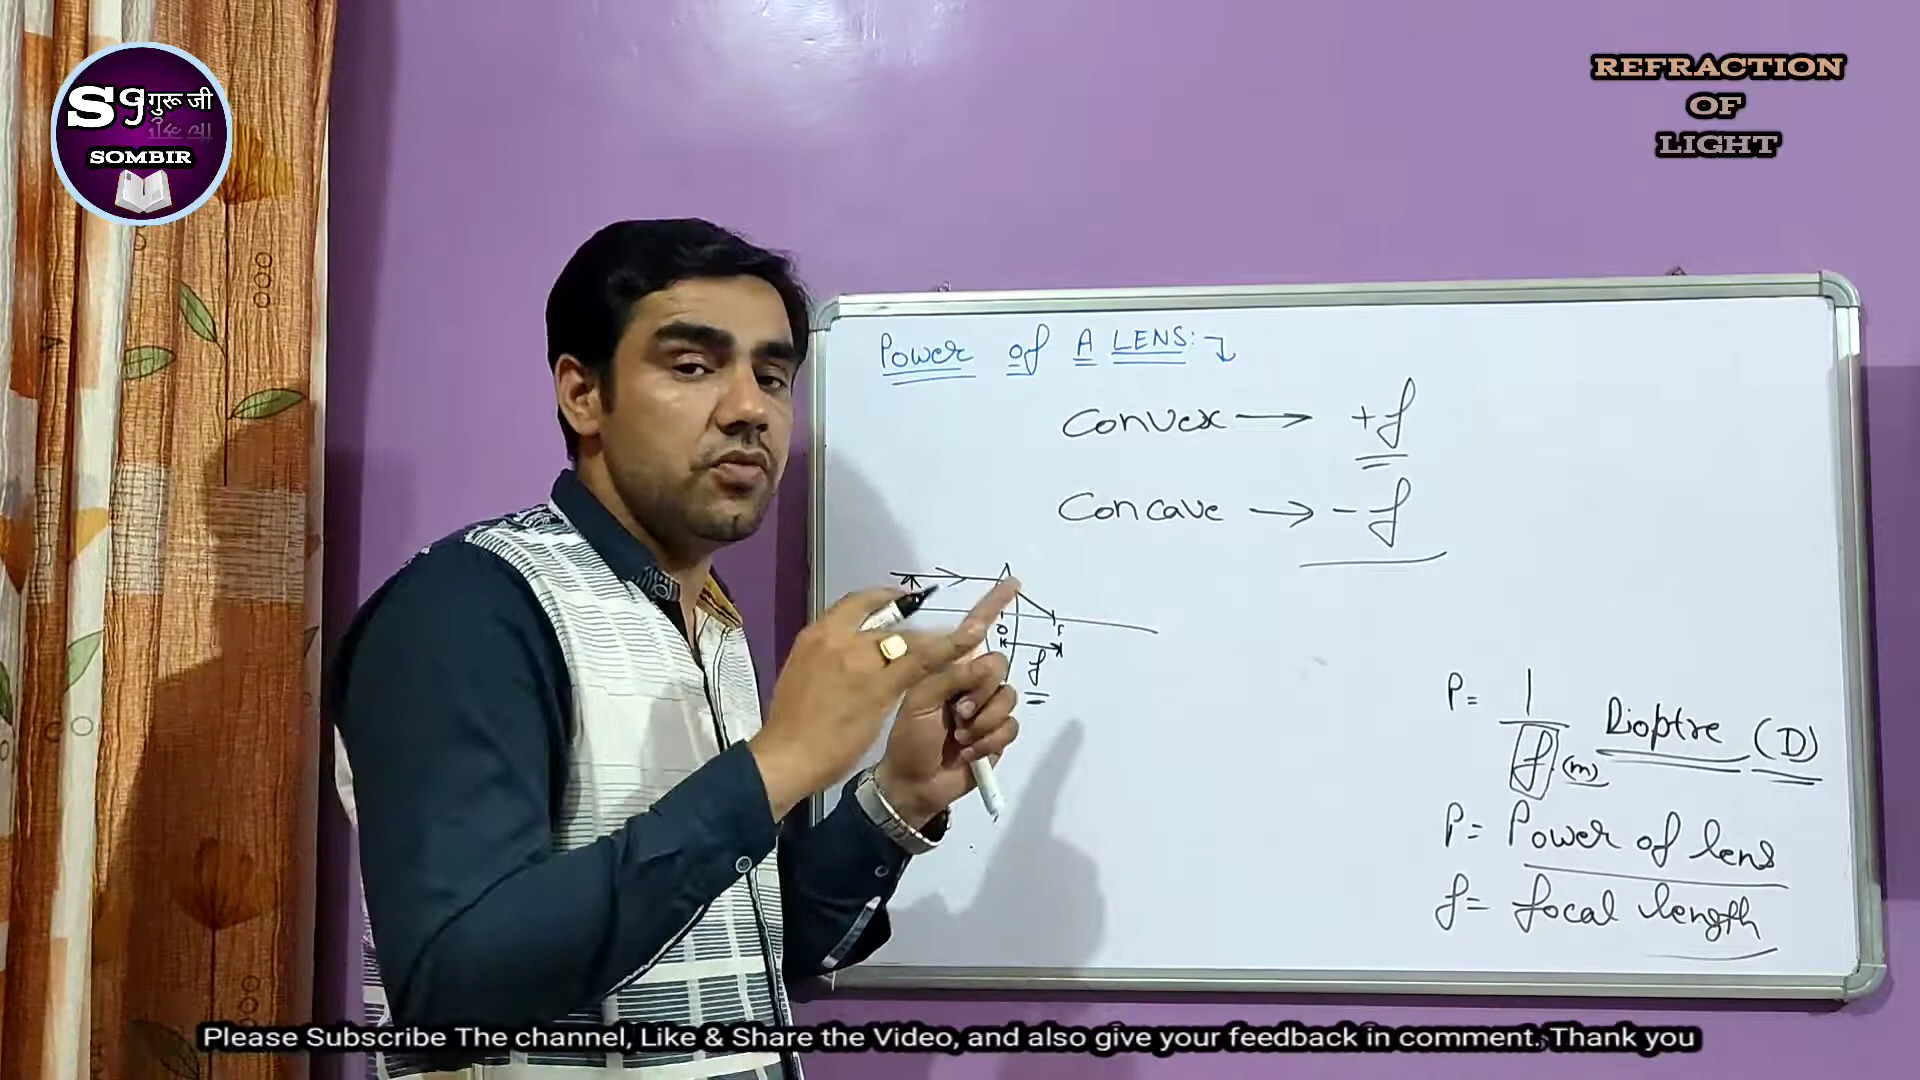 S9 गुरू जी
SOMBIR
REFRACTION
OF
LIGHT
Power of A LENS:
Convex → +f
Concave → -f
O F
f
P = 1/f (m) Dioptre (D)
P = Power of lens
f = focal length
Please Subscribe The channel, Like & Share the Video, and also give your feedback in comment. Thank you